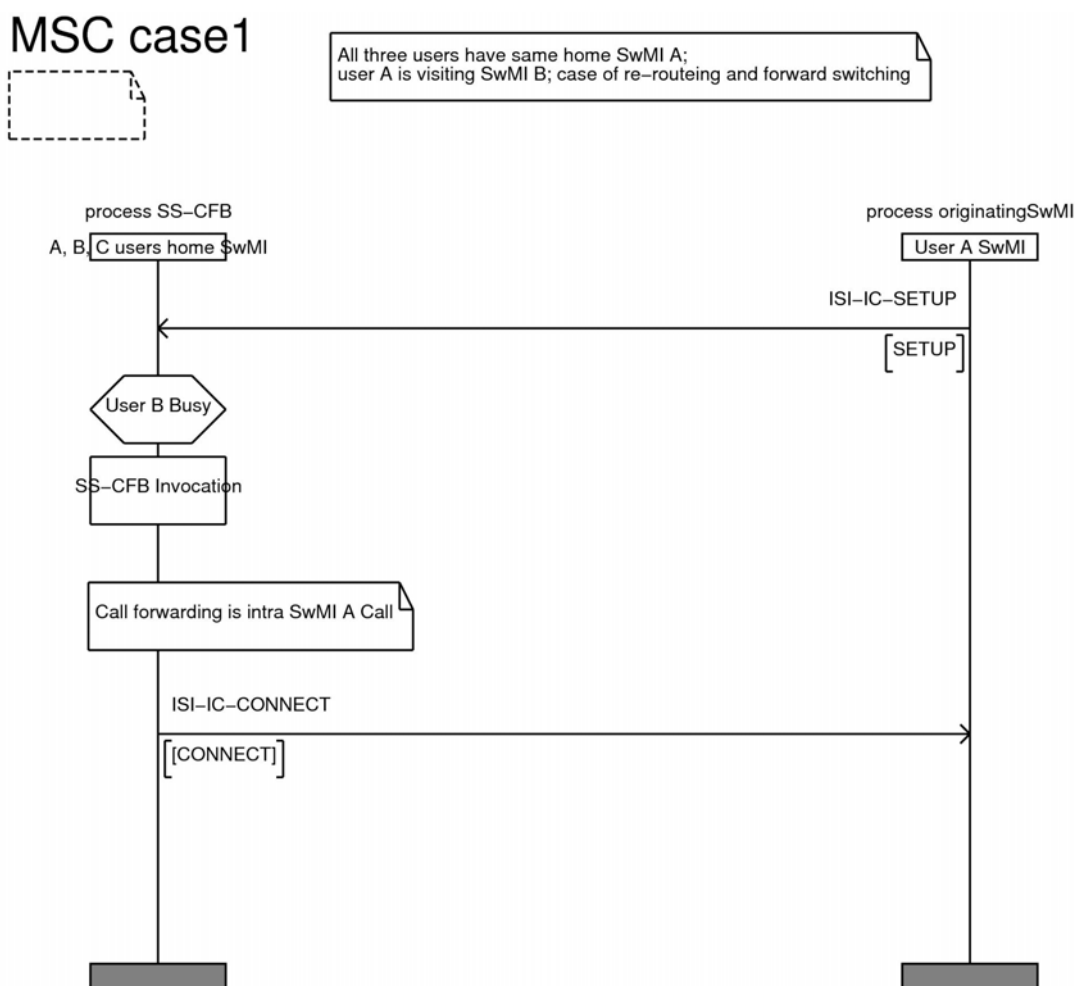 MSC case1
All three users have same home SwMI A;
user A is visiting SwMI B; case of re−routeing and forward switching
process SS−CFB
process originatingSwMI
A, B, C users home SwMI
User A SwMI
ISI−IC−SETUP
[SETUP]
User B Busy
SS−CFB Invocation
Call forwarding is intra SwMI A Call
ISI−IC−CONNECT
[[CONNECT]]